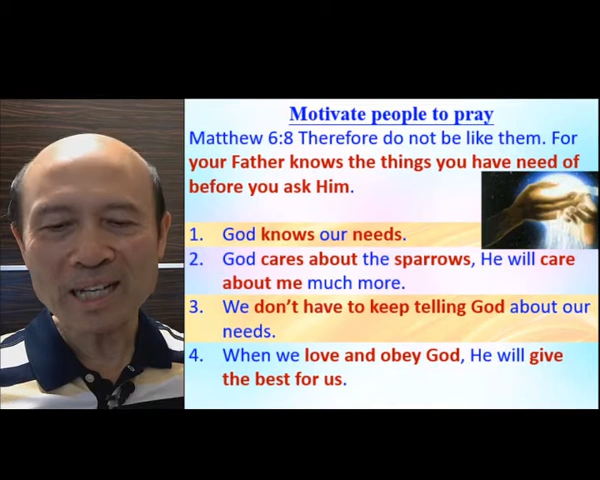 Motivate people to pray
Matthew 6:8 Therefore do not be like them. For
your Father knows the things you have need of
before you ask Him.
1. God knows our needs.
2. God cares about the sparrows, He will care
about me much more.
3. We don't have to keep telling God about our
needs.
4. When we love and obey God, He will give
the best for us.